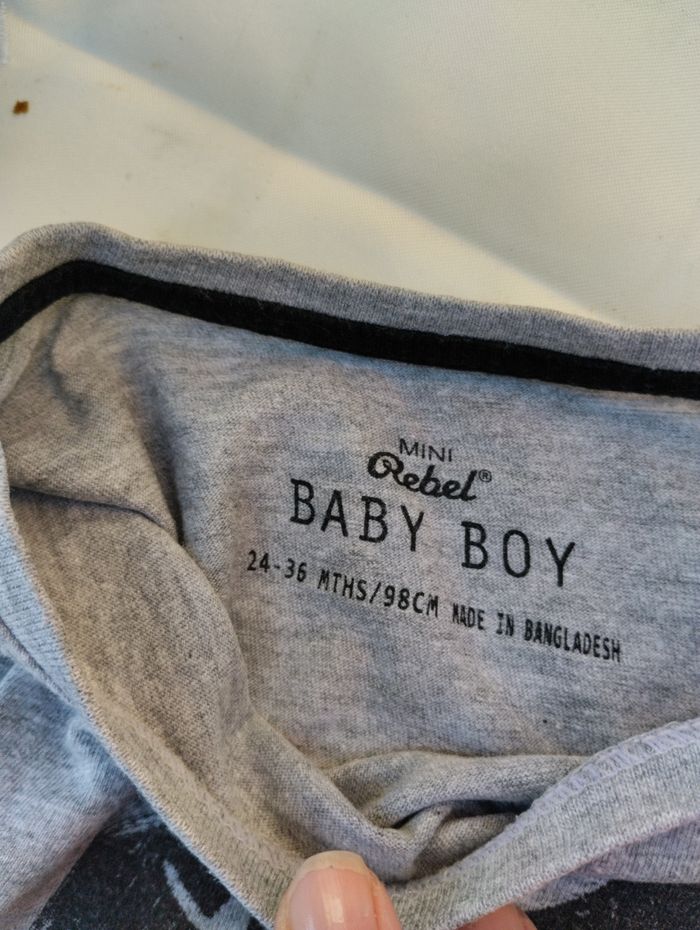 MINI
Rebel®
BABY BOY
24-36 MTHS/98CM MADE IN BANGLADESH